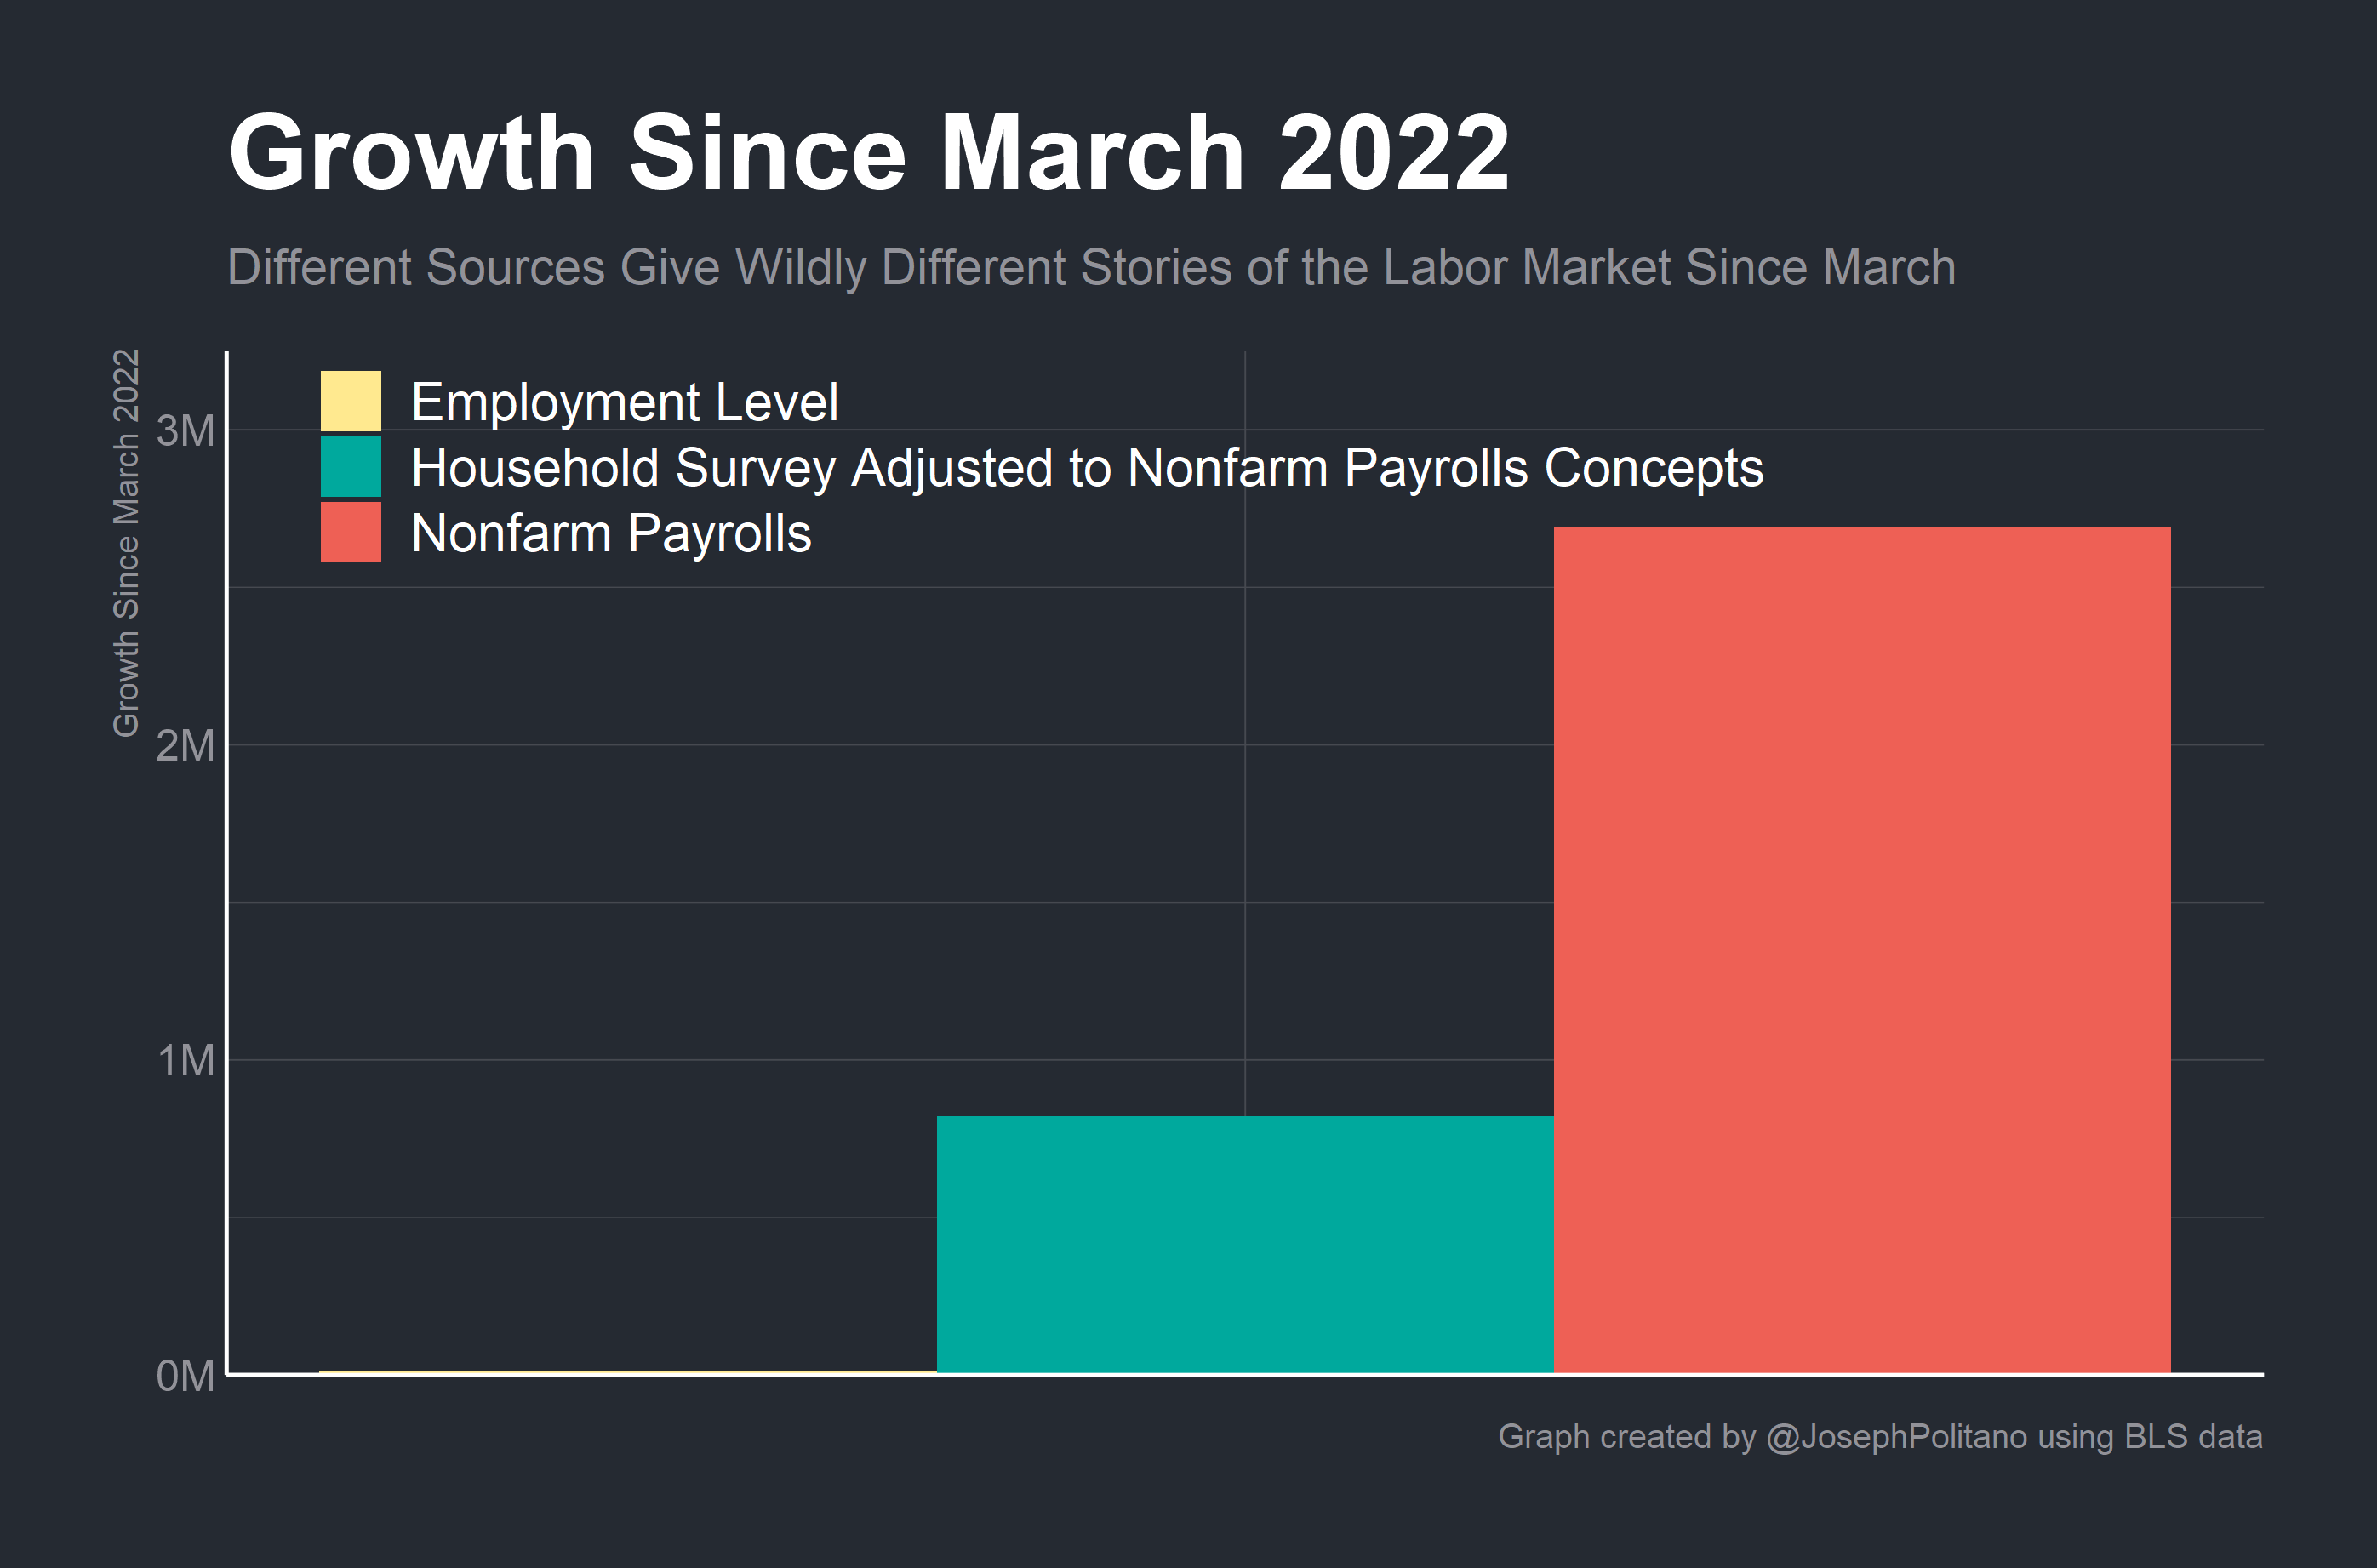 Growth Since March 2022
Different Sources Give Wildly Different Stories of the Labor Market Since March
Growth Since March 2022
Employment Level
Household Survey Adjusted to Nonfarm Payrolls Concepts
Nonfarm Payrolls
3M
2M
1M
0M
Graph created by @JosephPolitano using BLS data